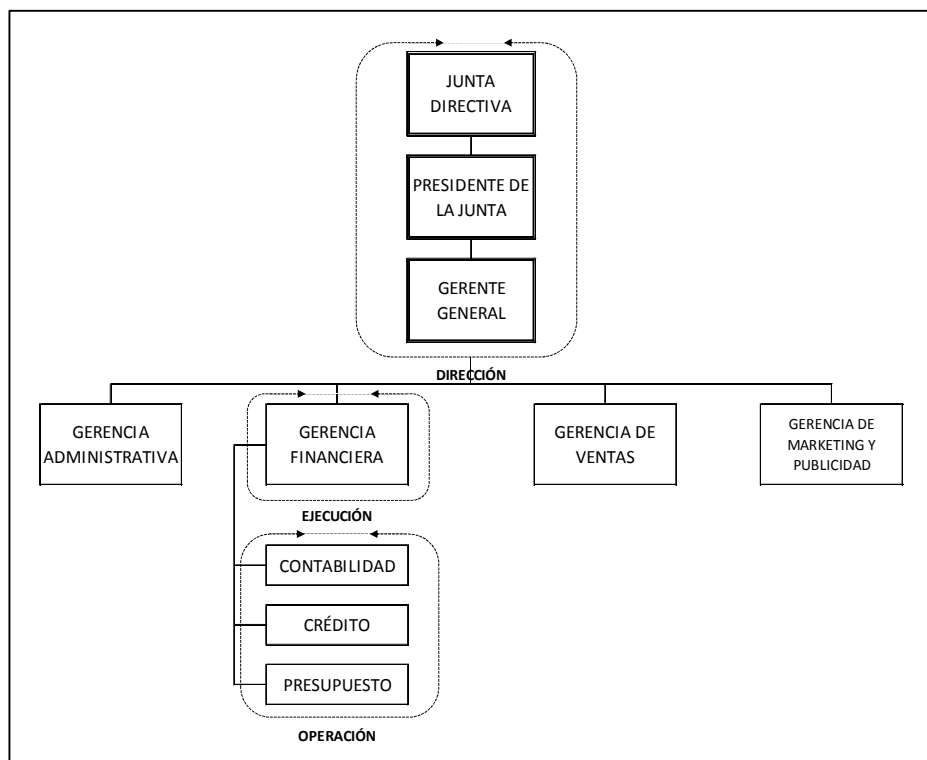 JUNTA
DIRECTIVA
PRESIDENTE DE
LA JUNTA
GERENTE
GENERAL
DIRECCIÓN
GERENCIA
ADMINISTRATIVA
GERENCIA
FINANCIERA
GERENCIA DE
VENTAS
GERENCIA DE
MARKETING Y
PUBLICIDAD
EJECUCIÓN
CONTABILIDAD
CRÉDITO
PRESUPUESTO
OPERACIÓN